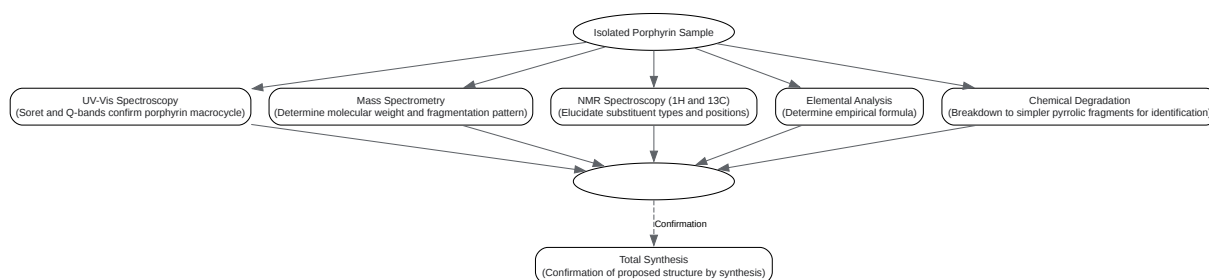 Isolated Porphyrin Sample
UV-Vis Spectroscopy
(Soret and Q-bands confirm porphyrin macrocycle)
Mass Spectrometry
(Determine molecular weight and fragmentation pattern)
NMR Spectroscopy (1H and 13C)
(Elucidate substituent types and positions)
Elemental Analysis
(Determine empirical formula)
Chemical Degradation
(Breakdown to simpler pyrrolic fragments for identification)
Confirmation
Total Synthesis
(Confirmation of proposed structure by synthesis)